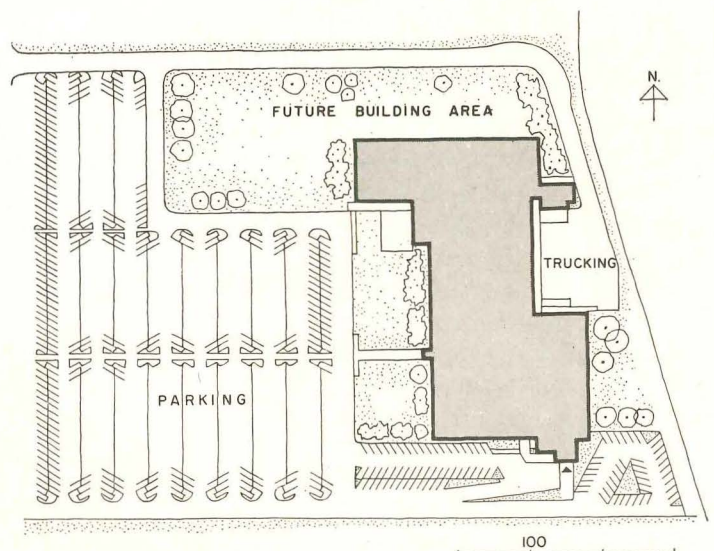 N.
FUTURE BUILDING AREA
TRUCKING
PARKING
100